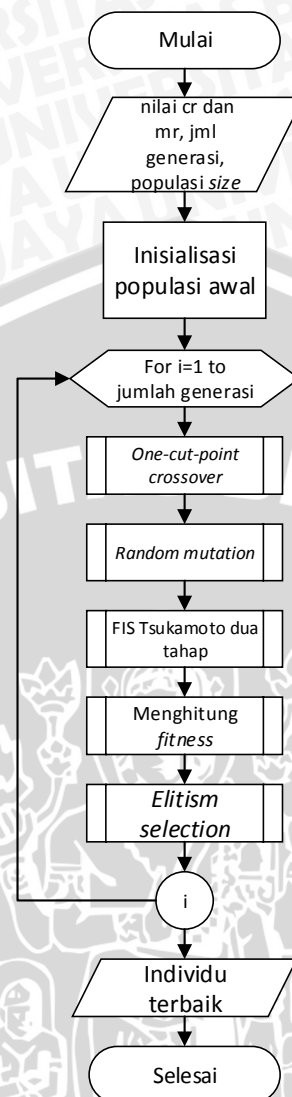 Mulai
nilai cr dan
mr, jml
generasi,
populasi size
Inisialisasi
populasi awal
For i=1 to
jumlah generasi
One-cut-point
crossover
Random mutation
FIS Tsukamoto dua
tahap
Menghitung
fitness
Elitism
selection
i
Individu
terbaik
Selesai